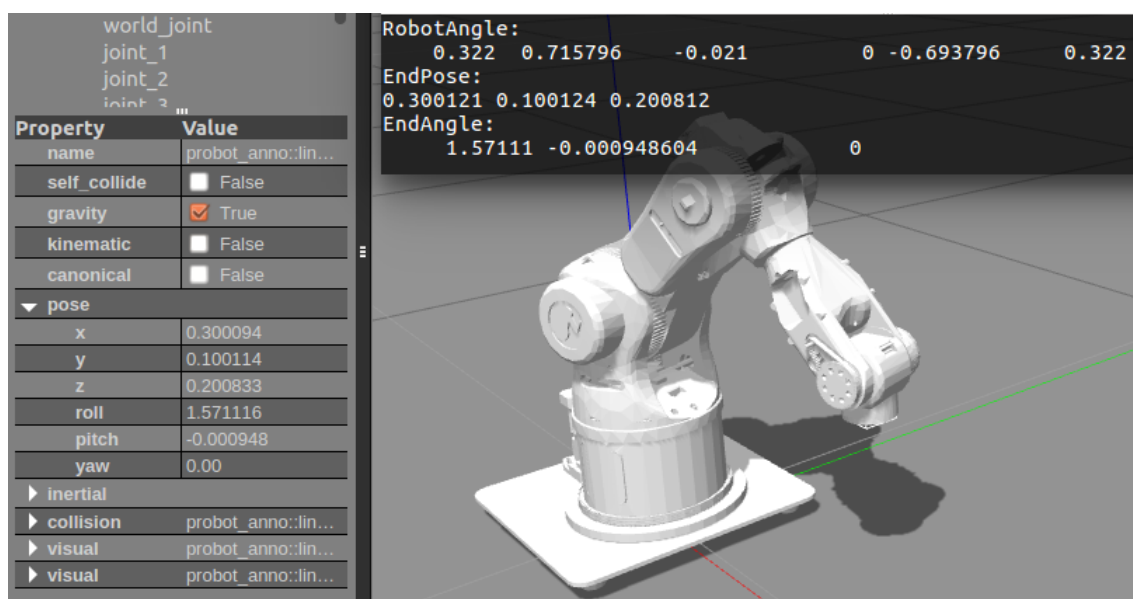 world_joint
joint_1
joint_2
joint_3
Property Value
name probot_anno::lin...
self_collide False
gravity True
kinematic False
canonical False
pose
x 0.300094
y 0.100114
z 0.200833
roll 1.571116
pitch -0.000948
yaw 0.00
inertial
collision probot_anno::lin...
visual probot_anno::lin...
visual probot_anno::lin...
RobotAngle:
0.322 0.715796 -0.021 0 -0.693796 0.322
EndPose:
0.300121 0.100124 0.200812
EndAngle:
1.57111 -0.000948604 0